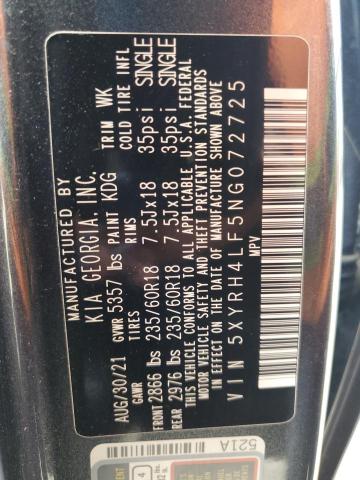 MANUFACTURED BY
KIA GEORGIA, INC.
AUG/30/21 GVWR 5357 lbs PAINT KDG TRIM WK
GAWR TIRES RIMS COLD TIRE INFL
FRONT 2866 lbs 235/60R18 7.5Jx18 35psi SINGLE
REAR 2976 lbs 235/60R18 7.5Jx18 35psi SINGLE
THIS VEHICLE CONFORMS TO ALL APPLICABLE U.S.A. FEDERAL
MOTOR VEHICLE SAFETY AND THEFT PREVENTION STANDARDS
IN EFFECT ON THE DATE OF MANUFACTURE SHOWN ABOVE.
VIN 5XYRH4LF5NG072725
MPV
521A